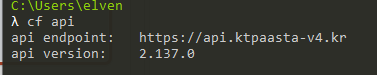 C:\Users\elven
λ cf api
api endpoint:   https://api.ktpaasta-v4.kr
api version:    2.137.0